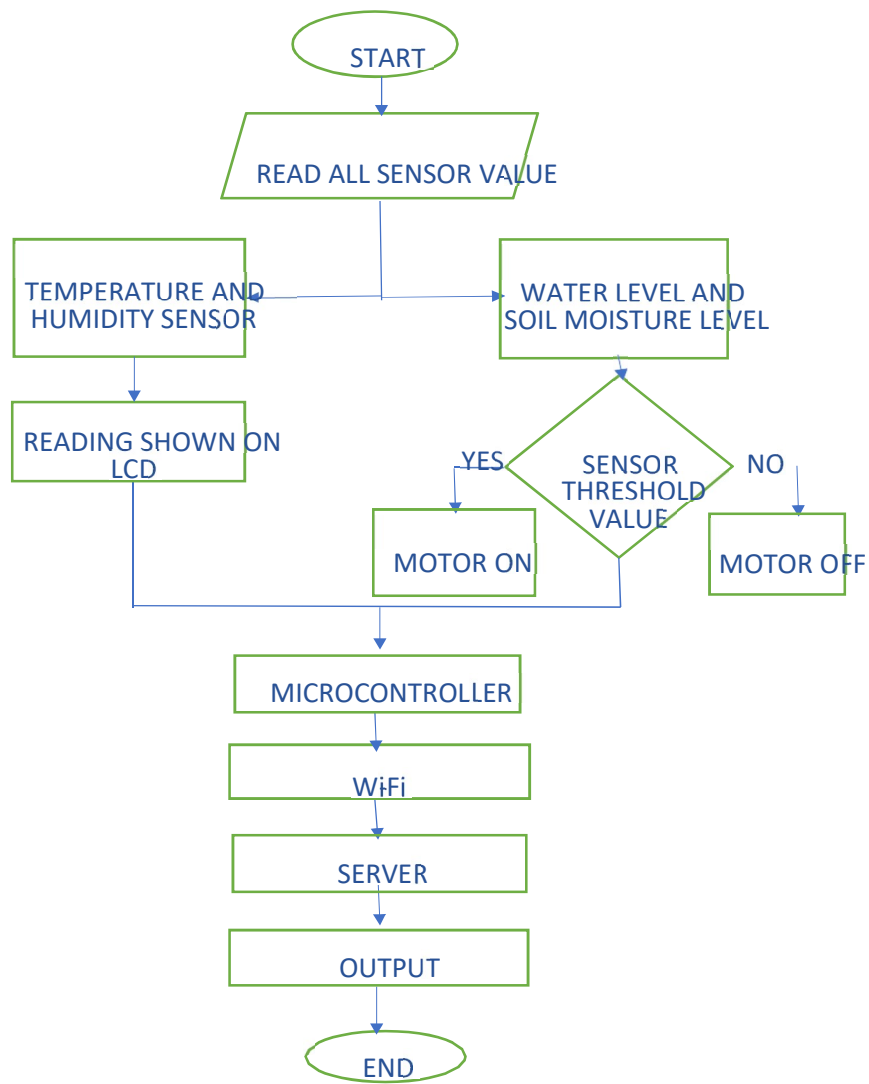 START
READ ALL SENSOR VALUE
TEMPERATURE AND
HUMIDITY SENSOR
WATER LEVEL AND
SOIL MOISTURE LEVEL
READING SHOWN ON
LCD
YES
SENSOR
THRESHOLD
VALUE
NO
MOTOR ON
MOTOR OFF
MICROCONTROLLER
WiFi
SERVER
OUTPUT
END